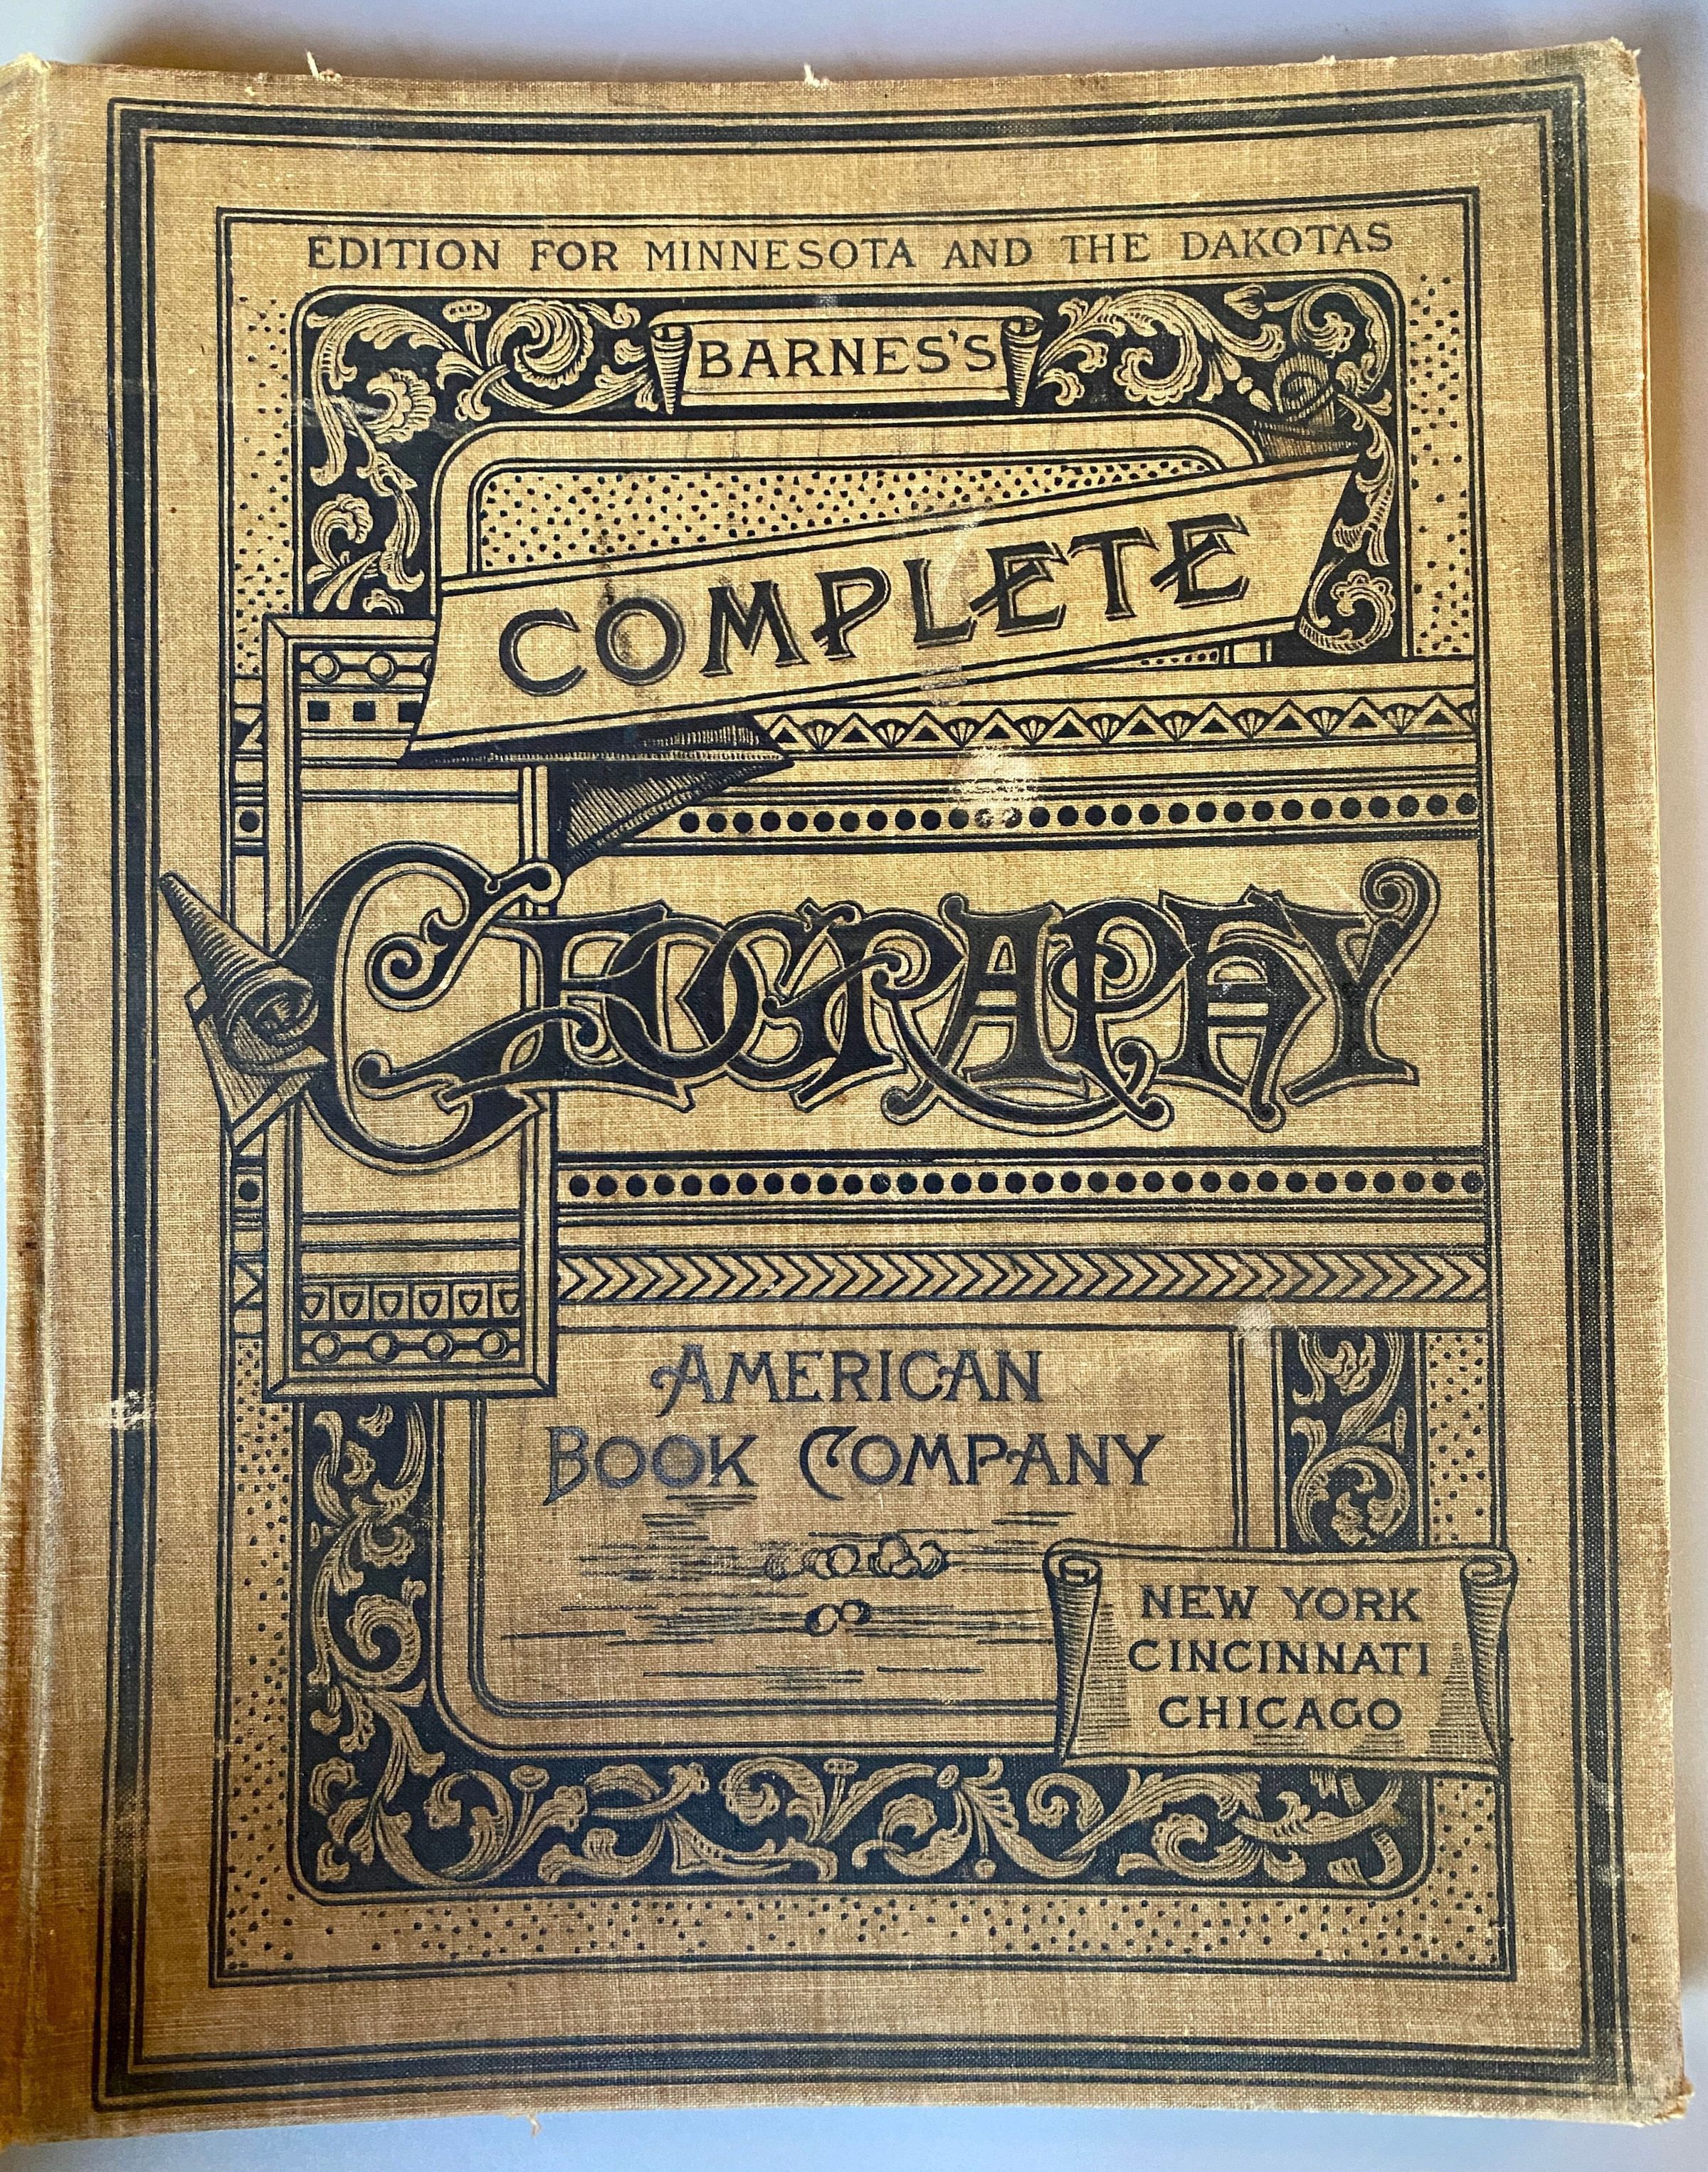 EDITION FOR MINNESOTA AND THE DAKOTAS
BARNES'S
COMPLETE
GEOGRAPHY
AMERICAN
BOOK COMPANY
NEW YORK
CINCINNATI
CHICAGO